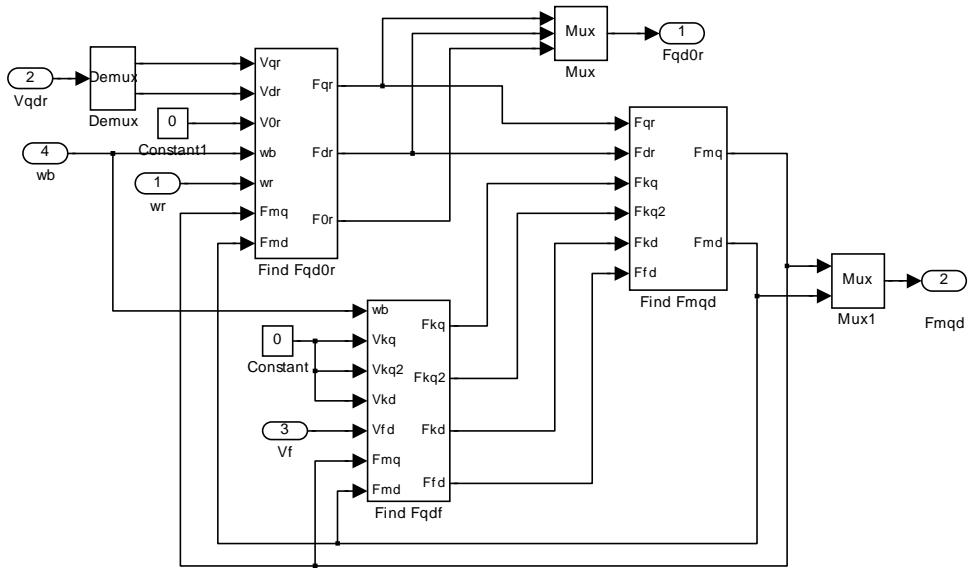 2
Vqdr
Demux
Demux
0
Constant1
4
wb
1
wr
Vqr
Vdr
V0r
wb
wr
Fmq
Fmd
Fqr
Fdr
F0r
Find Fqd0r
Mux
Mux
1
Fqd0r
Fqr
Fdr
Fkq
Fkq2
Fkd
Ffd
Fmq
Fmd
Find Fmqd
Mux
Mux1
2
Fmqd
0
Constant
3
Vf
wb
Vkq
Vkq2
Vkd
Vfd
Fmq
Fmd
Fkq
Fkq2
Fkd
Ffd
Find Fqdf